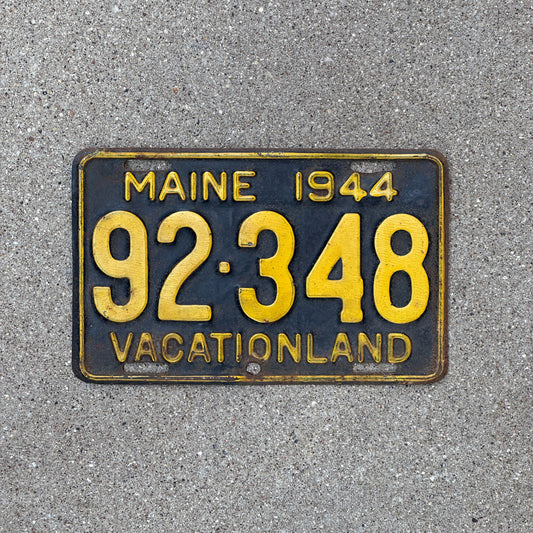 MAINE 1944
92·348
VACATIONLAND